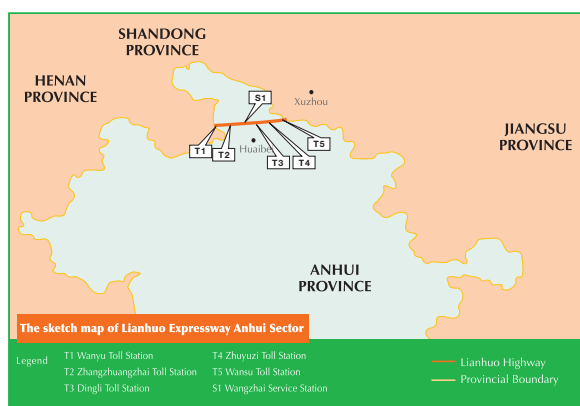 SHANDONG
PROVINCE
HENAN
PROVINCE
S1
Xuzhou
JIANGSU
PROVINCE
T1
T2
Huaibei
T3
T4
T5
ANHUI
PROVINCE
The sketch map of Lianhuo Expressway Anhui Sector
Legend
T1 Wanyu Toll Station
T2 Zhangzhuangzhai Toll Station
T3 Dingli Toll Station
T4 Zhuyuzi Toll Station
T5 Wansu Toll Station
S1 Wangzhai Service Station
Lianhuo Highway
Provincial Boundary